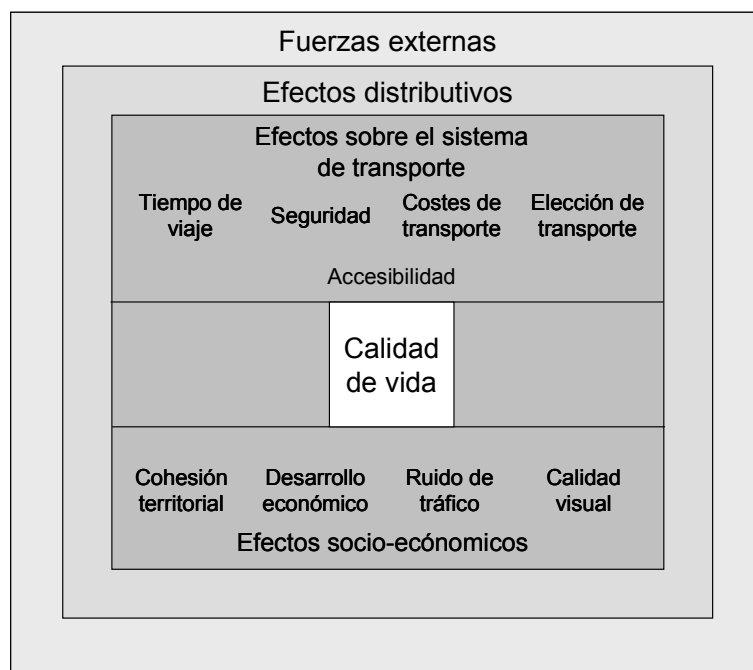 Fuerzas externas
Efectos distributivos
Efectos sobre el sistema
de transporte
Tiempo de
viaje
Seguridad
Costes de
transporte
Elección de
transporte
Accesibilidad
Calidad
de vida
Cohesión
territorial
Desarrollo
económico
Ruido de
tráfico
Calidad
visual
Efectos socio-ecónomicos